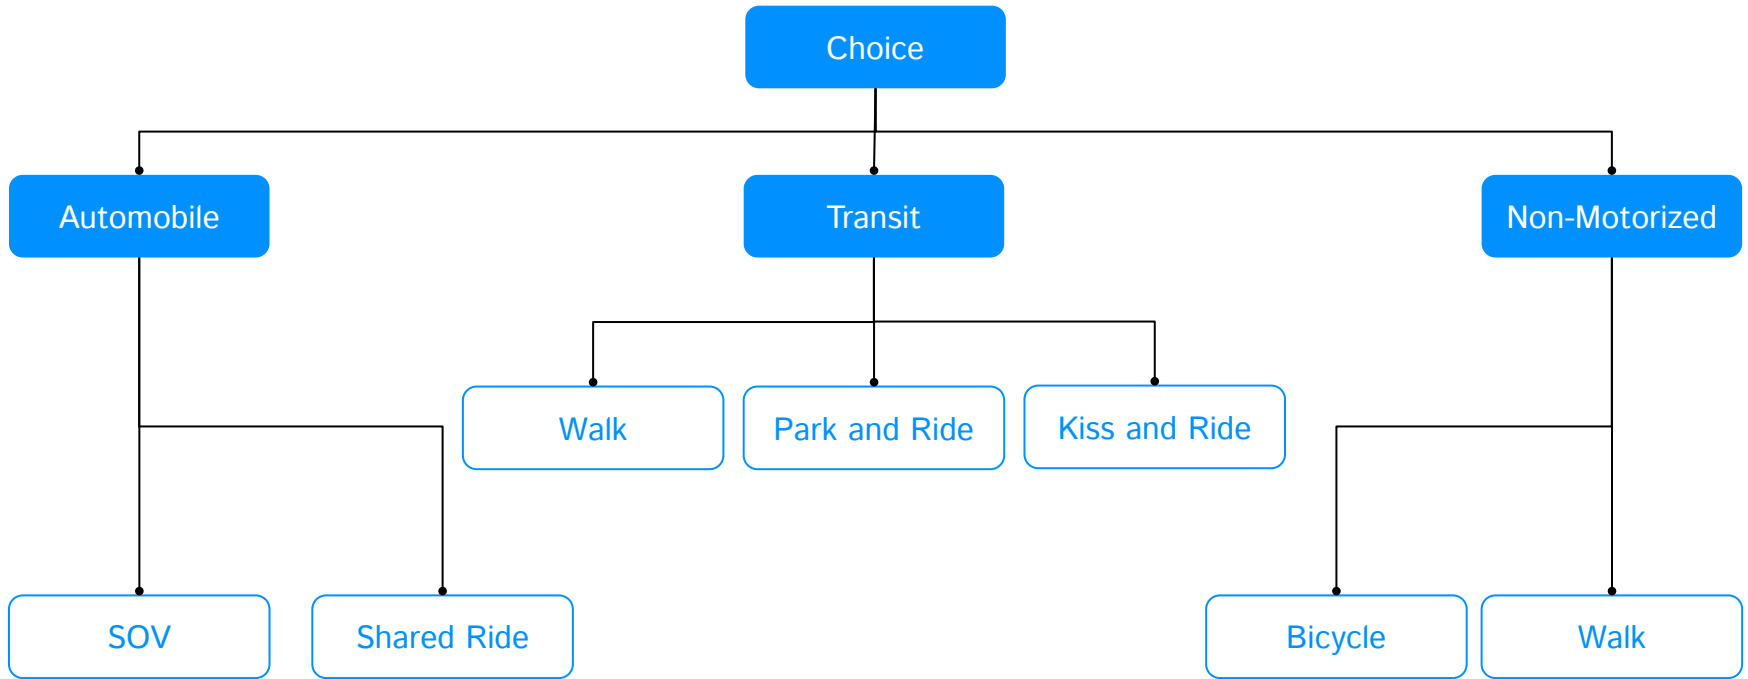 Choice
Automobile
Transit
Non-Motorized
Walk
Park and Ride
Kiss and Ride
SOV
Shared Ride
Bicycle
Walk